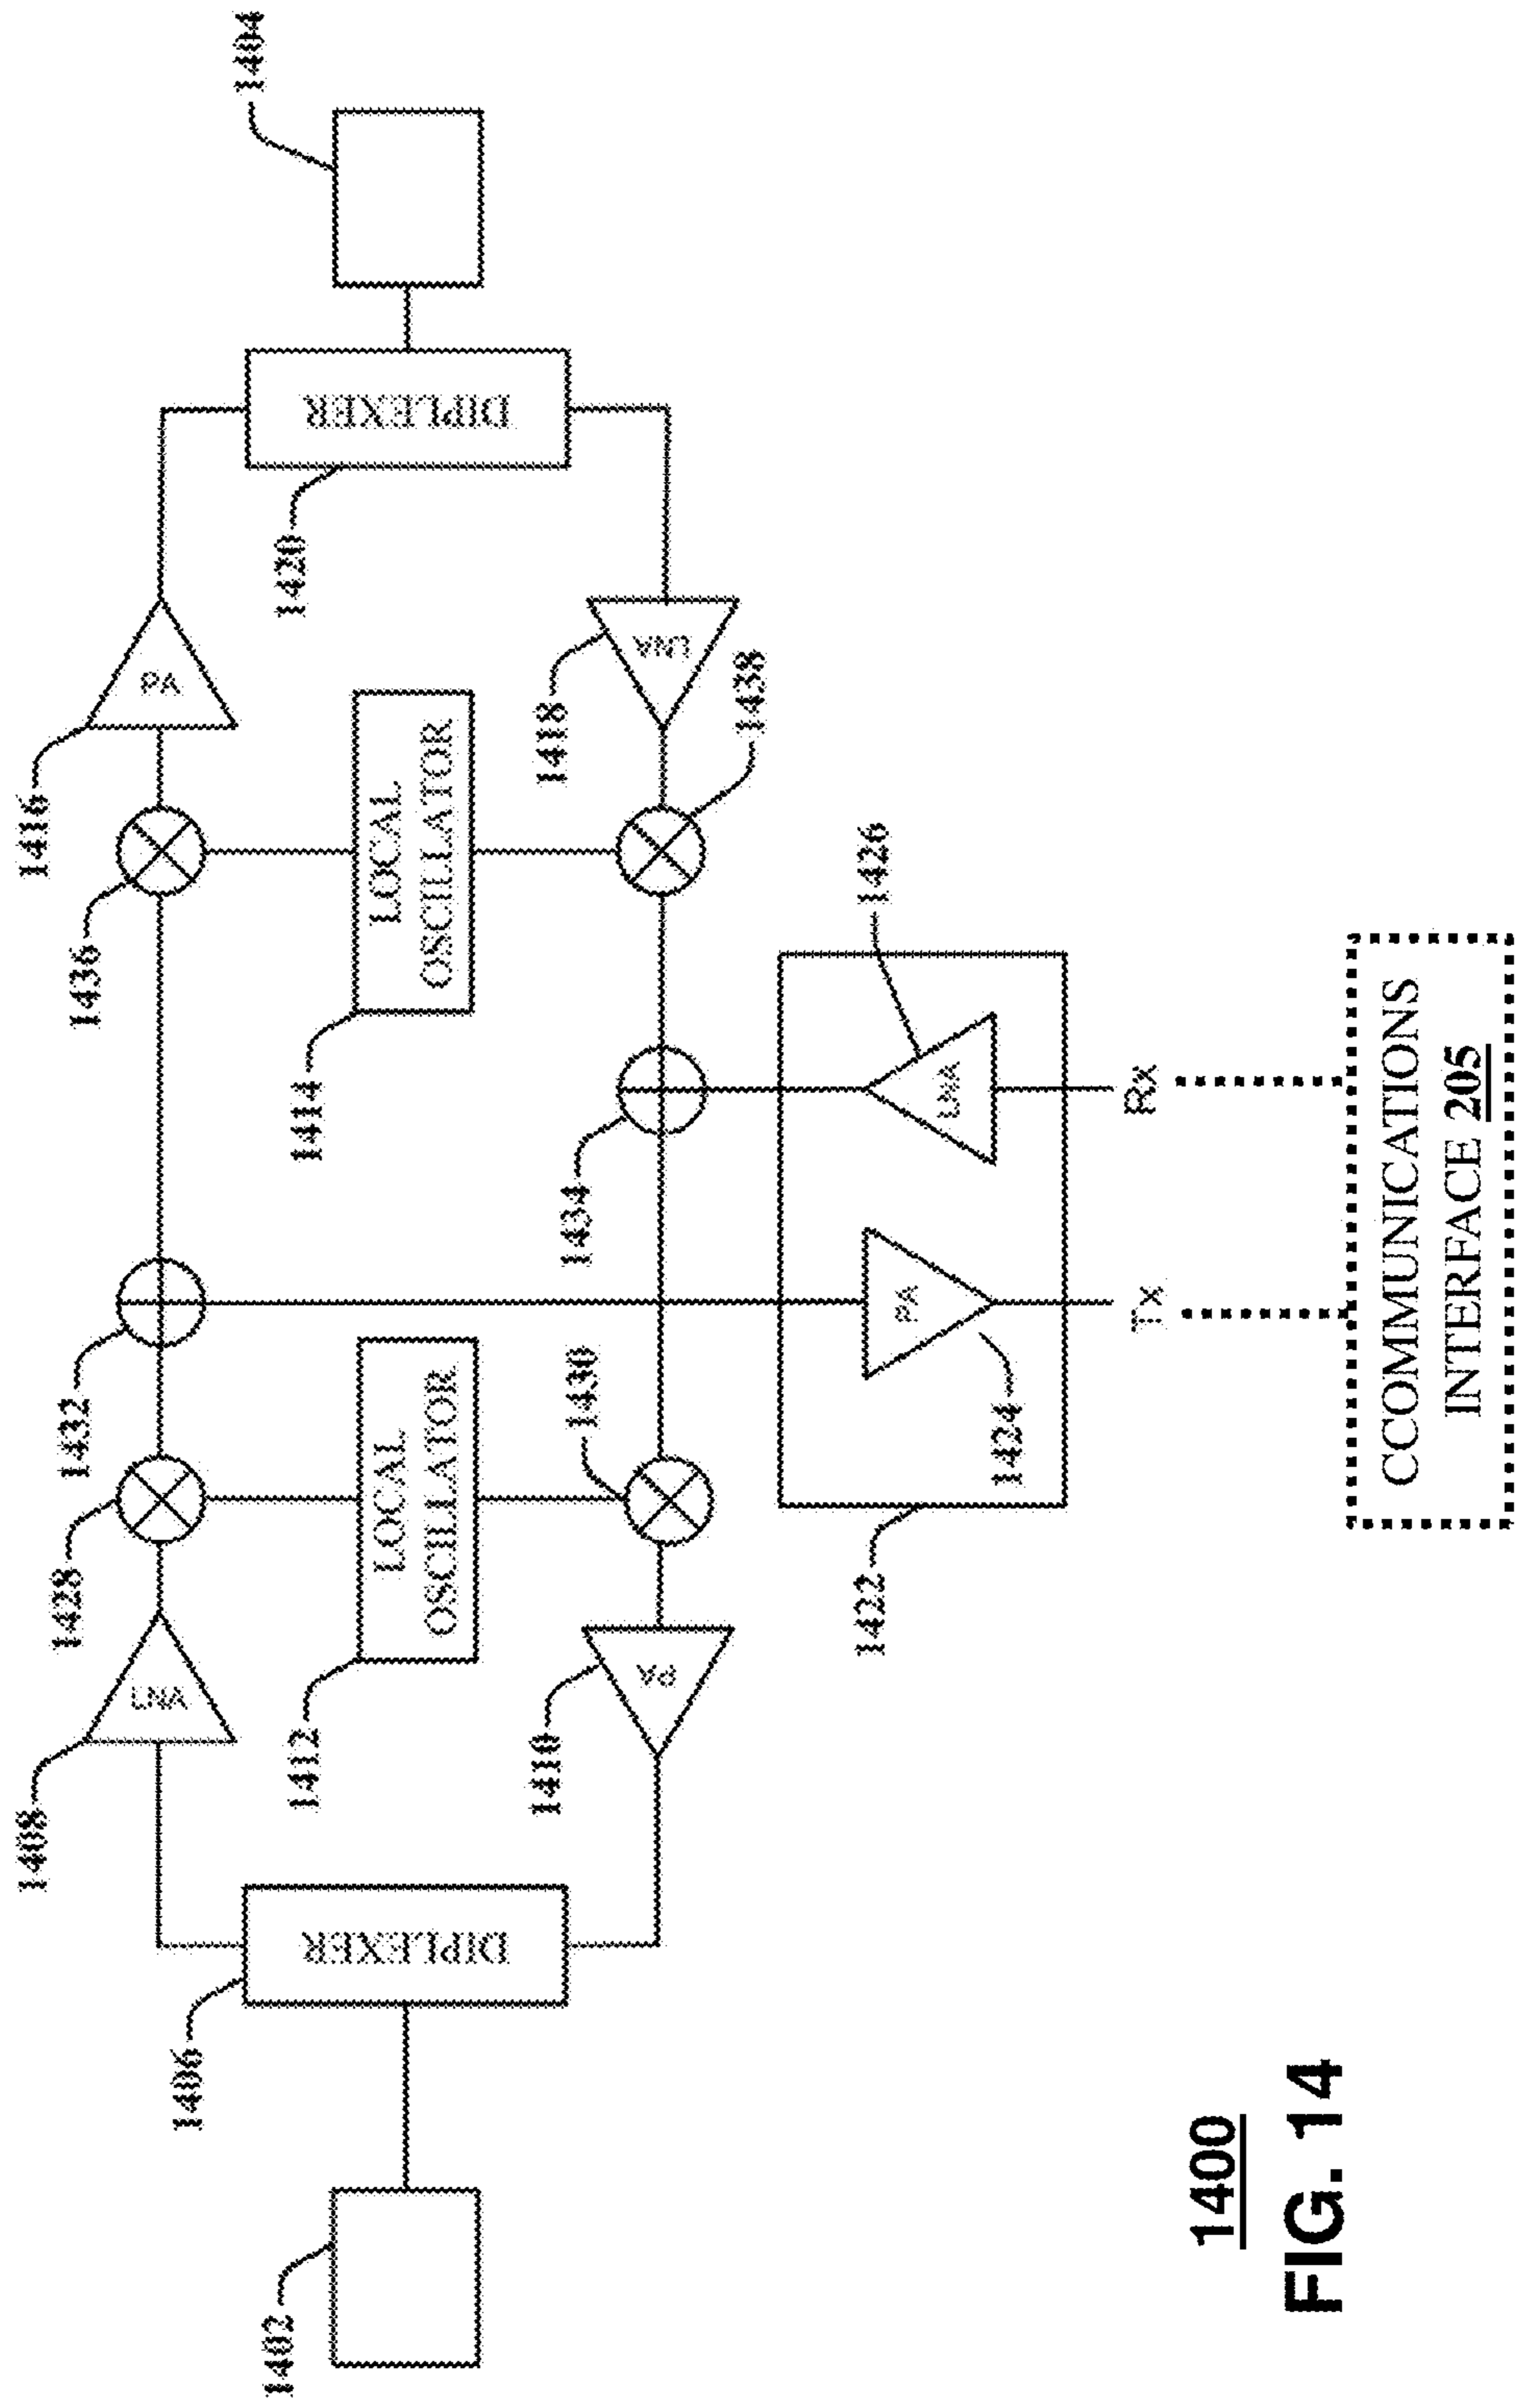 1402
1406
1408
LNA
1428
1432
1436
PA
1416
1420
DIPLEXER
1404
DIPLEXER
1412
LOCAL
OSCILLATOR
1414
LOCAL
OSCILLATOR
1410
PA
1430
1434
1438
LNA
1418
1422
1424
PA
LNA
1426
Tx
Rx
CCOMMUNICATIONS
INTERFACE 205
1400
FIG. 14